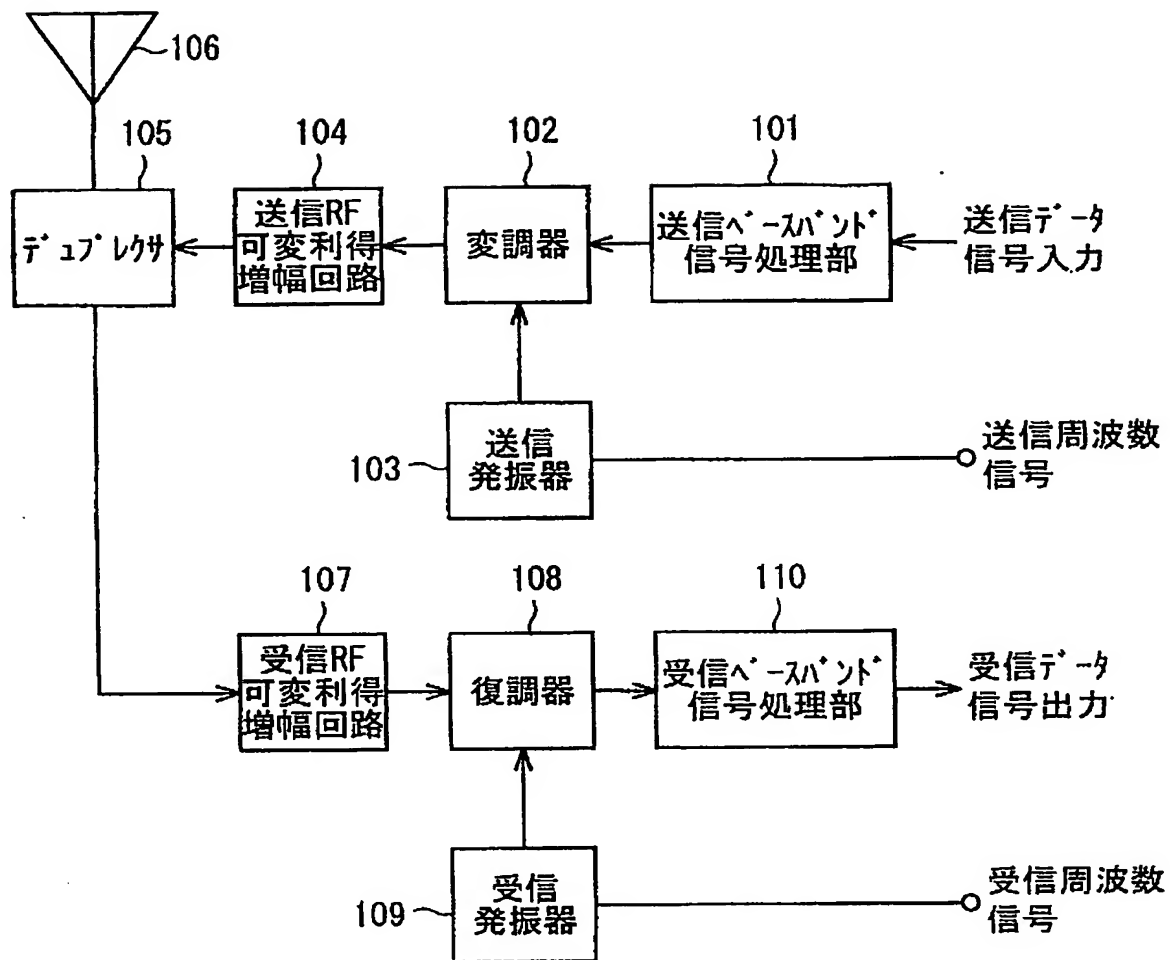 106
105
104
102
101
デュプレクサ
送信RF
可変利得
増幅回路
変調器
送信ベースバンド
信号処理部
送信データ
信号入力
103
送信
発振器
送信周波数
信号
107
108
110
受信RF
可変利得
増幅回路
復調器
受信ベースバンド
信号処理部
受信データ
信号出力
109
受信
発振器
受信周波数
信号